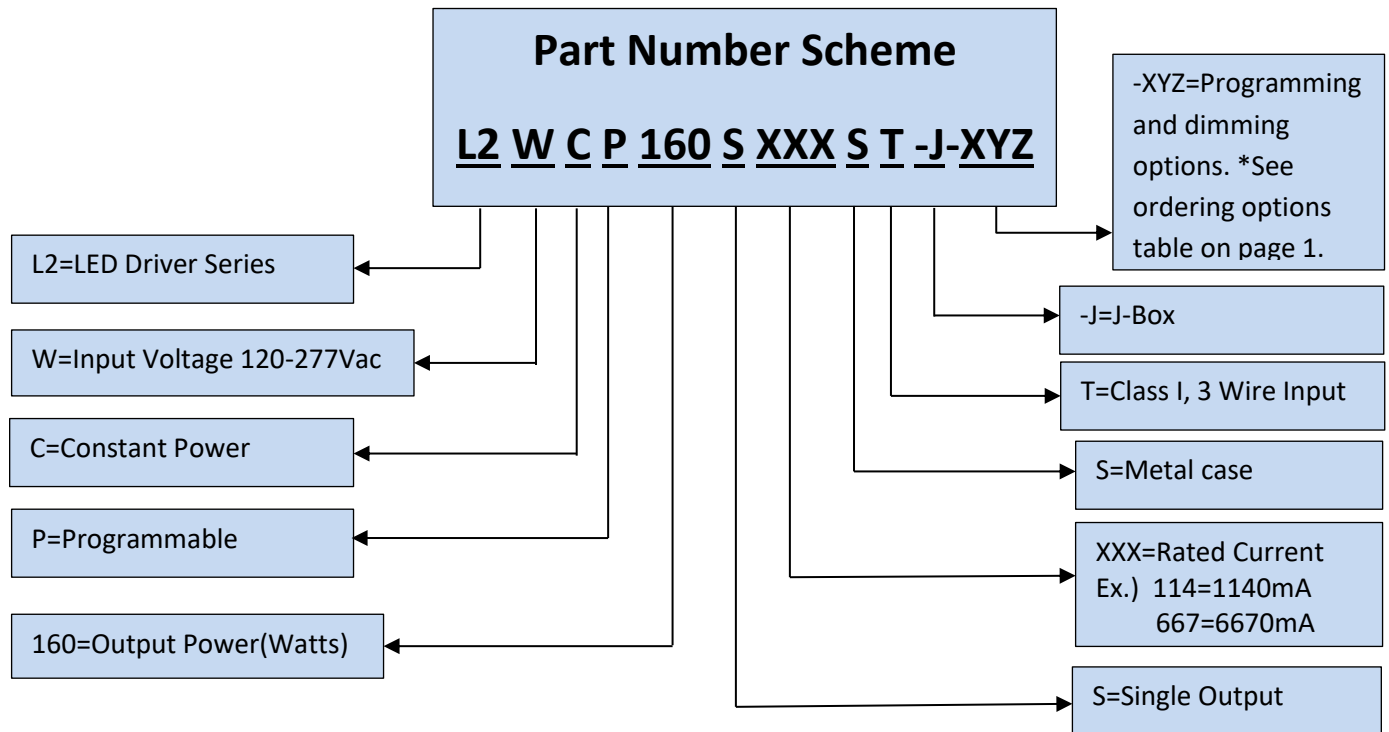 Part Number Scheme
L2 W C P 160 S XXX S T -J-XYZ
-XYZ=Programming
and dimming
options. *See
ordering options
table on page 1.
L2=LED Driver Series
-J=J-Box
W=Input Voltage 120-277Vac
T=Class I, 3 Wire Input
C=Constant Power
S=Metal case
P=Programmable
XXX=Rated Current
Ex.) 114=1140mA
667=6670mA
160=Output Power(Watts)
S=Single Output